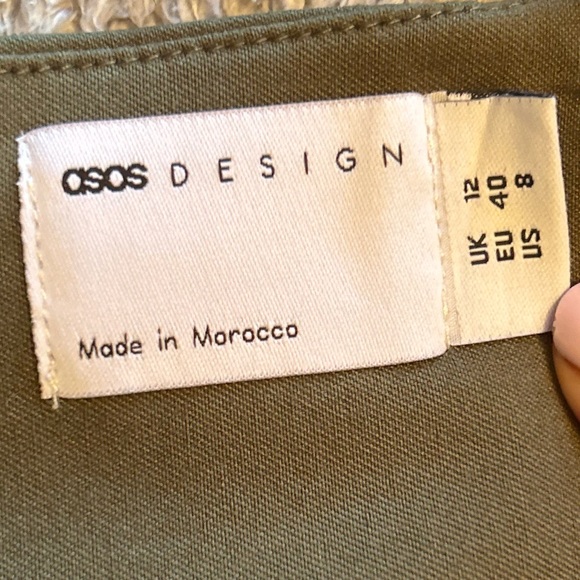 asos DESIGN
Made in Morocco
UK 12
EU 40
US 8